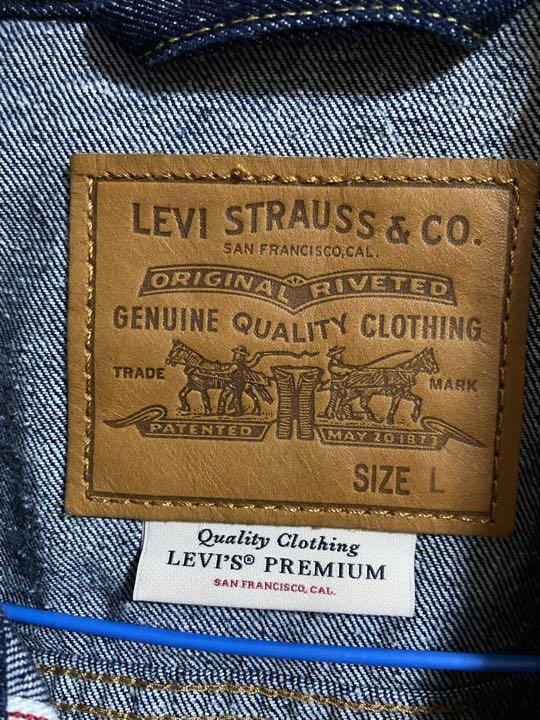 LEVI STRAUSS & CO.
SAN FRANCISCO, CAL.
ORIGINAL RIVETED
GENUINE QUALITY CLOTHING
TRADE MARK
PATENTED MAY 20 1873
SIZE L
Quality Clothing
LEVI'S® PREMIUM
SAN FRANCISCO, CAL.